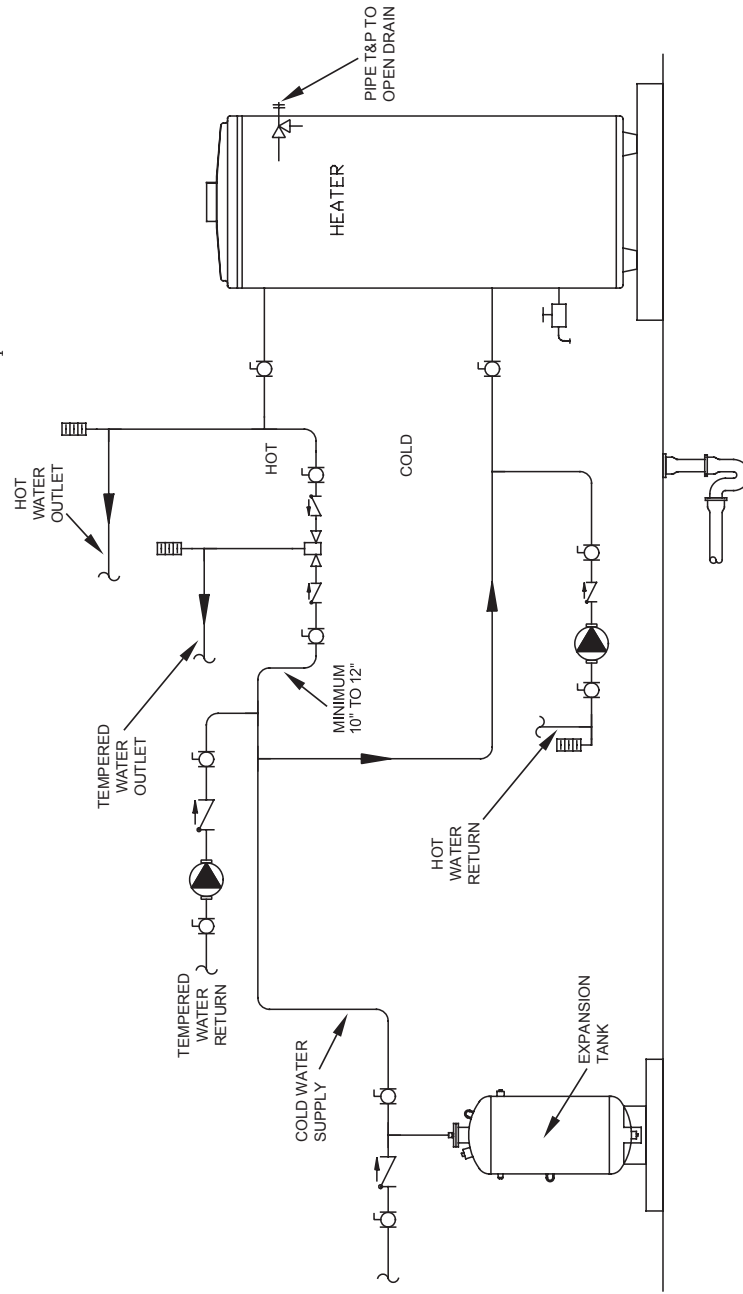 PIPE T&P TO
OPEN DRAIN
HEATER
HOT
WATER
OUTLET
HOT
COLD
TEMPERED
WATER
OUTLET
MINIMUM
10" TO 12"
HOT
WATER
RETURN
TEMPERED
WATER
RETURN
COLD WATER
SUPPLY
EXPANSION
TANK